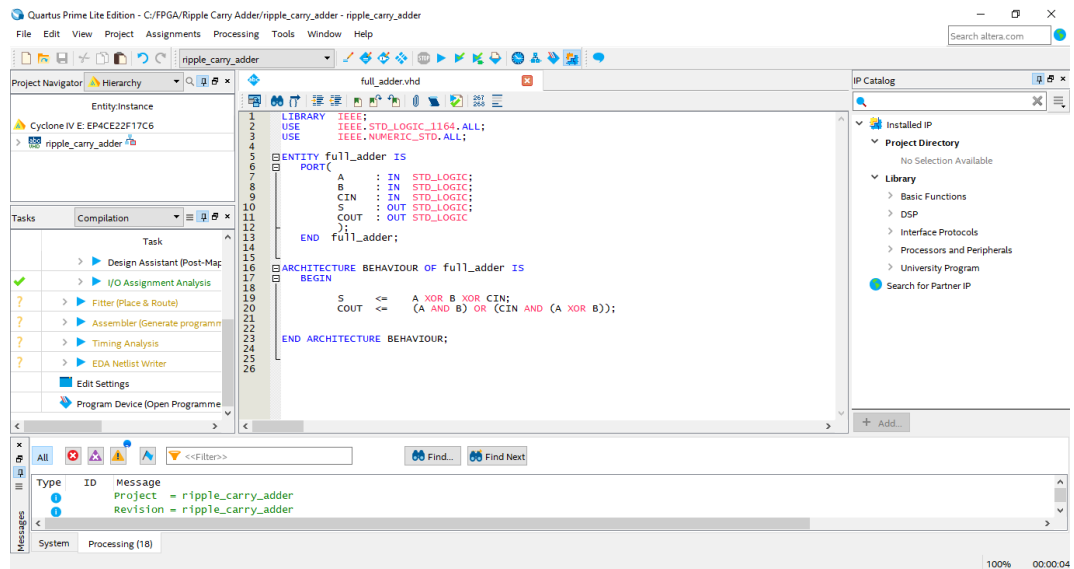 Quartus Prime Lite Edition - C:/FPGA/Ripple Carry Adder/ripple_carry_adder - ripple_carry_adder
File Edit View Project Assignments Processing Tools Window Help
Search altera.com
ripple_carry_adder
Project Navigator Hierarchy
Entity:Instance
Cyclone IV E: EP4CE22F17C6
ripple_carry_adder
Tasks Compilation
Task
Design Assistant (Post-Map
I/O Assignment Analysis
? Fitter (Place & Route)
? Assembler (Generate programm
? Timing Analysis
? EDA Netlist Writer
Edit Settings
Program Device (Open Programme
full_adder.vhd
267
268
1 LIBRARY IEEE;
2 USE IEEE.STD_LOGIC_1164.ALL;
3 USE IEEE.NUMERIC_STD.ALL;
4
5 ENTITY full_adder IS
6 PORT(
7 A : IN STD_LOGIC;
8 B : IN STD_LOGIC;
9 CIN : IN STD_LOGIC;
10 S : OUT STD_LOGIC;
11 COUT : OUT STD_LOGIC
12 );
13 END full_adder;
14
15
16 ARCHITECTURE BEHAVIOUR OF full_adder IS
17 BEGIN
18
19 S <= A XOR B XOR CIN;
20 COUT <= (A AND B) OR (CIN AND (A XOR B));
21
22
23 END ARCHITECTURE BEHAVIOUR;
24
25
26
IP Catalog
Installed IP
Project Directory
No Selection Available
Library
Basic Functions
DSP
Interface Protocols
Processors and Peripherals
University Program
Search for Partner IP
+ Add...
All <<Filter>> Find... Find Next
Type ID Message
Project = ripple_carry_adder
Revision = ripple_carry_adder
Messages
System Processing (18)
100% 00:00:04